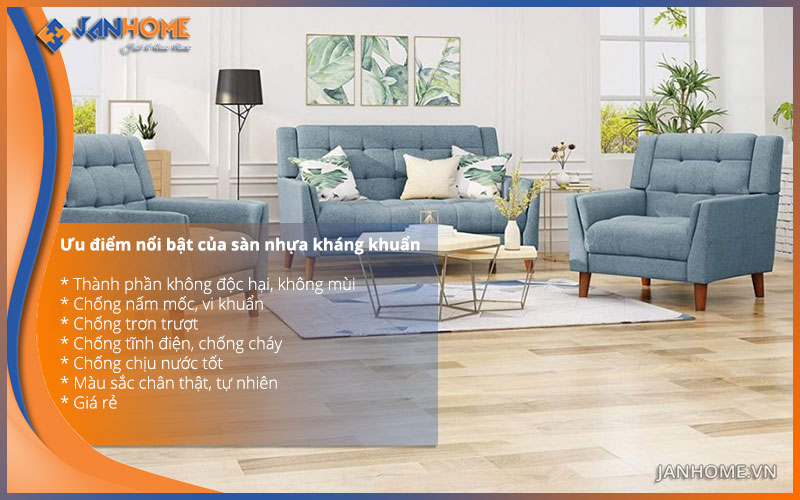 JANHOME
Ưu điểm nổi bật của sàn nhựa kháng khuẩn
* Thành phần không độc hại, không mùi
* Chống nấm mốc, vi khuẩn
* Chống trơn trượt
* Chống tĩnh điện, chống cháy
* Chống chịu nước tốt
* Màu sắc chân thật, tự nhiên
* Giá rẻ
JANHOME.VN